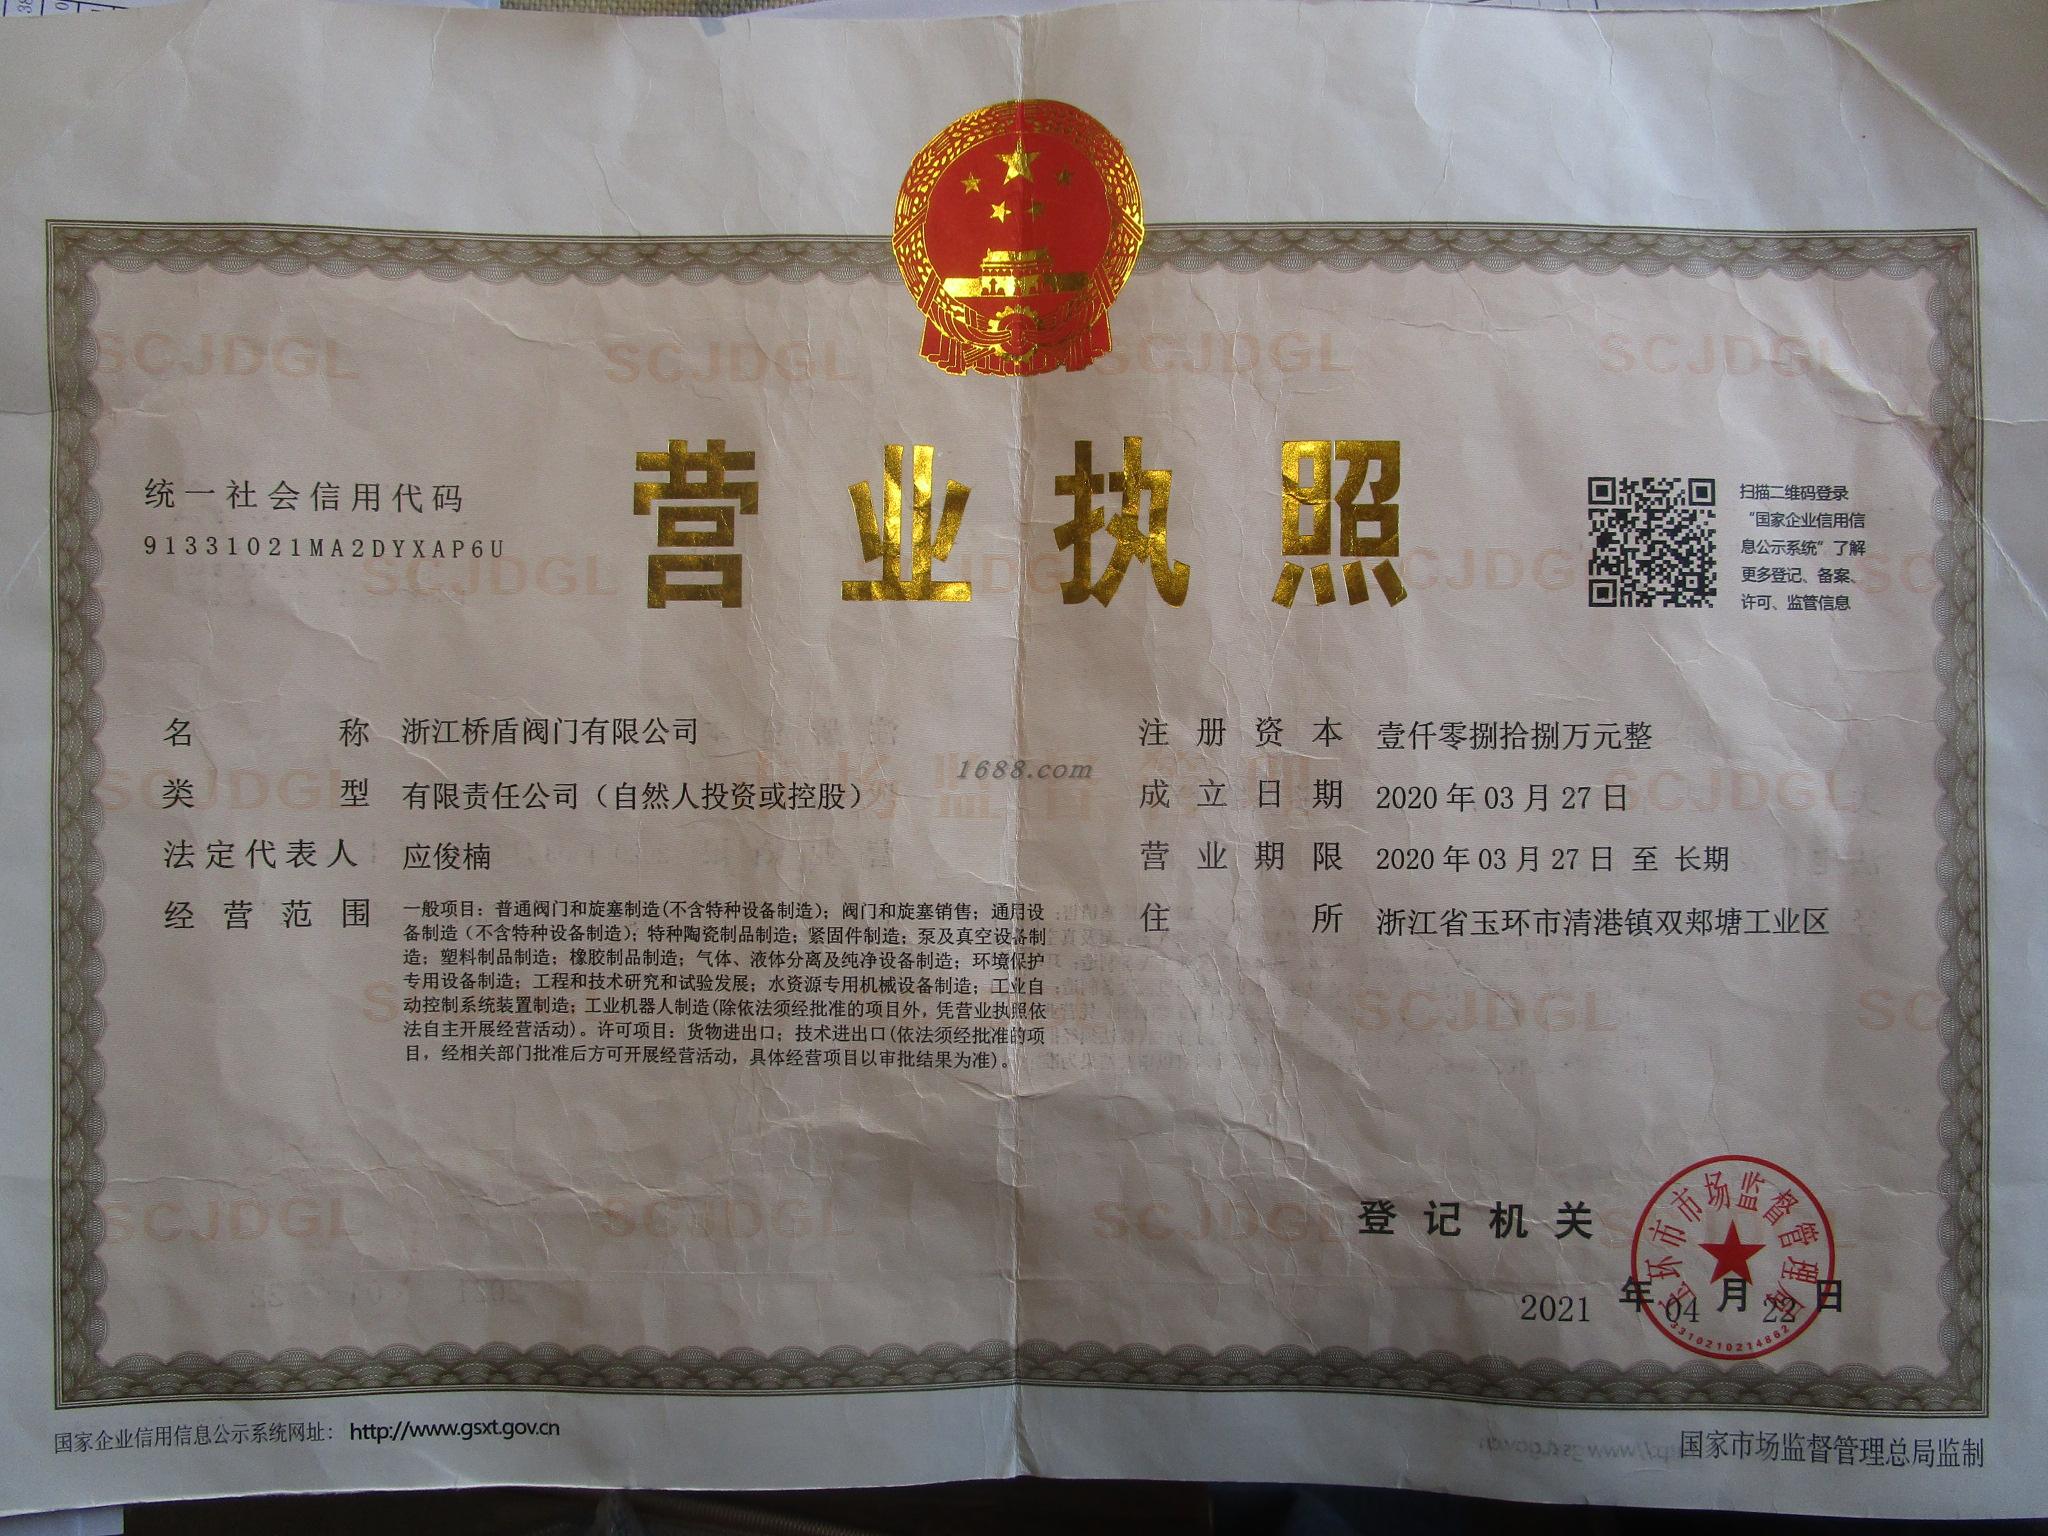 营业执照
统一社会信用代码
91331021MA2DYXAP6U
扫描二维码登录
“国家企业信用信
息公示系统”了解
更多登记、备案、
许可、监管信息
名 称 浙江桥盾阀门有限公司
类 型 有限责任公司（自然人投资或控股）
法定代表人 应俊楠
经营范围 一般项目：普通阀门和旋塞制造(不含特种设备制造)；阀门和旋塞销售；通用设
备制造（不含特种设备制造)；特种陶瓷制品制造；紧固件制造；泵及真空设备制
造；塑料制品制造；橡胶制品制造；气体、液体分离及纯净设备制造；环境保护
专用设备制造；工程和技术研究和试验发展；水资源专用机械设备制造；工业自
动控制系统装置制造；工业机器人制造(除依法须经批准的项目外，凭营业执照依
法自主开展经营活动)。许可项目：货物进出口；技术进出口(依法须经批准的项
目，经相关部门批准后方可开展经营活动，具体经营项目以审批结果为准)。
注册资本 壹仟零捌拾捌万元整
成立日期 2020年03月27日
营业期限 2020年03月27日 至 长期
住 所 浙江省玉环市清港镇双郏塘工业区
1688.com
登记机关
玉环市市场监督管理局
3310210214862
2021 年 04 月 22 日
国家企业信用信息公示系统网址： http://www.gsxt.gov.cn
国家市场监督管理总局监制
SCJDGL